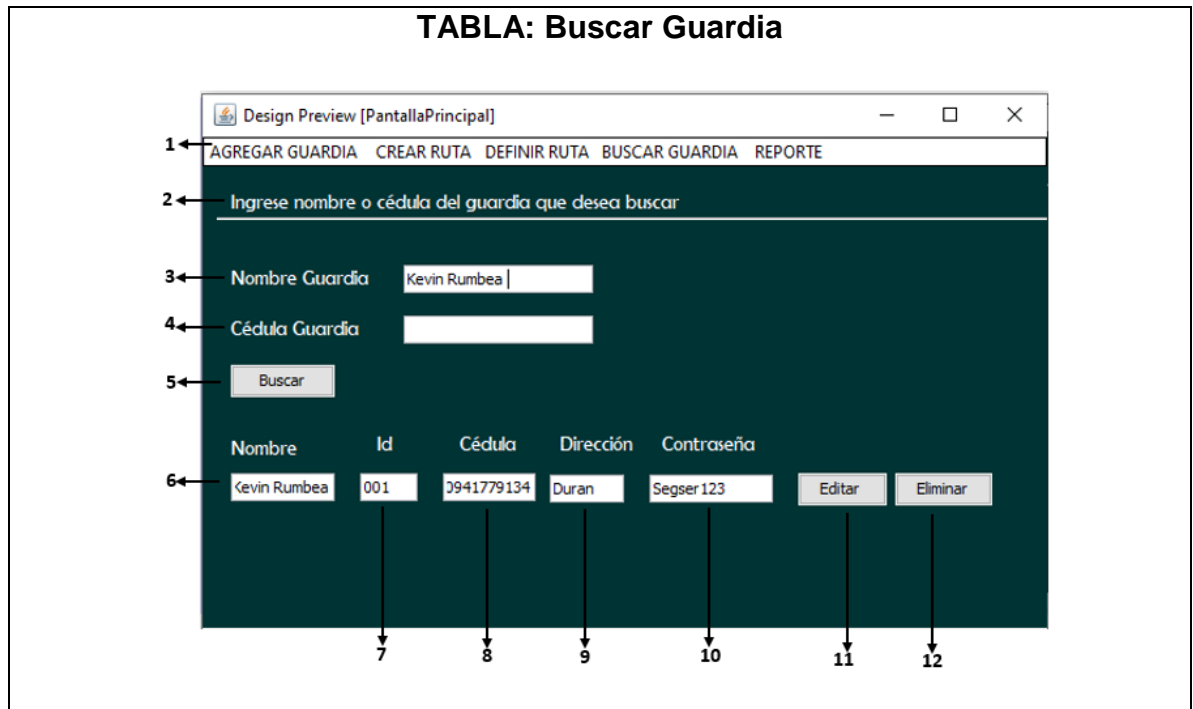 TABLA: Buscar Guardia
Design Preview [PantallaPrincipal]
1
AGREGAR GUARDIA CREAR RUTA DEFINIR RUTA BUSCAR GUARDIA REPORTE
2 Ingrese nombre o cédula del guardia que desea buscar
3 Nombre Guardia Kevin Rumbea
4 Cédula Guardia
5 Buscar
Nombre Id Cédula Dirección Contraseña
6 Kevin Rumbea 001 0941779134 Duran Segser123 Editar Eliminar
7 8 9 10 11 12